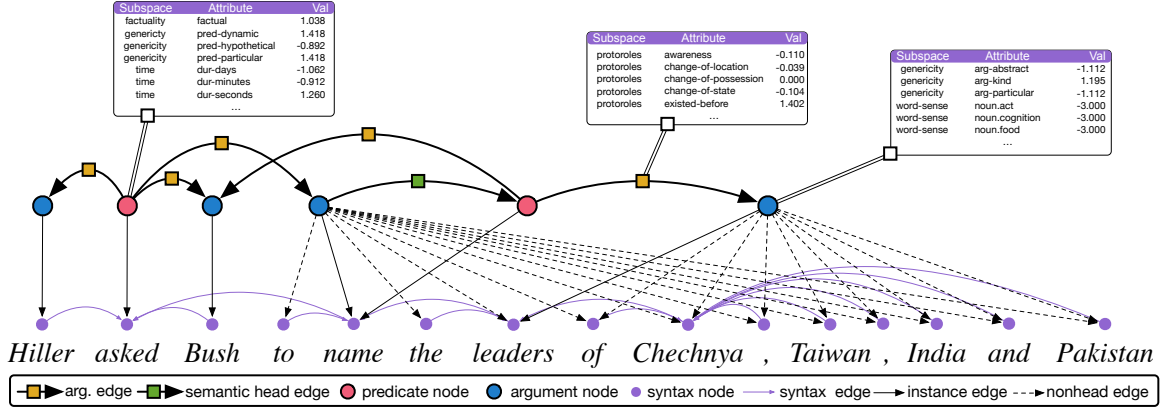 Subspace Attribute Val
factuality factual 1.038
genericty pred-dynamic 1.418
genericity pred-hypothetical -0.892
genericity pred-particular 1.418
time dur-days -1.062
time dur-minutes -0.912
time dur-seconds 1.260
...
Subspace Attribute Val
protoroles awareness -0.110
protoroles change-of-location -0.039
protoroles change-of-possession 0.000
protoroles change-of-state -0.104
protoroles existed-before 1.402
...
Subspace Attribute Val
genericity arg-abstract -1.112
genericity arg-kind 1.195
genericity arg-particular -1.112
word-sense noun.act -3.000
word-sense noun.cognition -3.000
word-sense noun.food -3.000
...
Hiller asked Bush to name the leaders of Chechnya , Taiwan , India and Pakistan
arg. edge semantic head edge predicate node argument node syntax node syntax edge instance edge nonhead edge